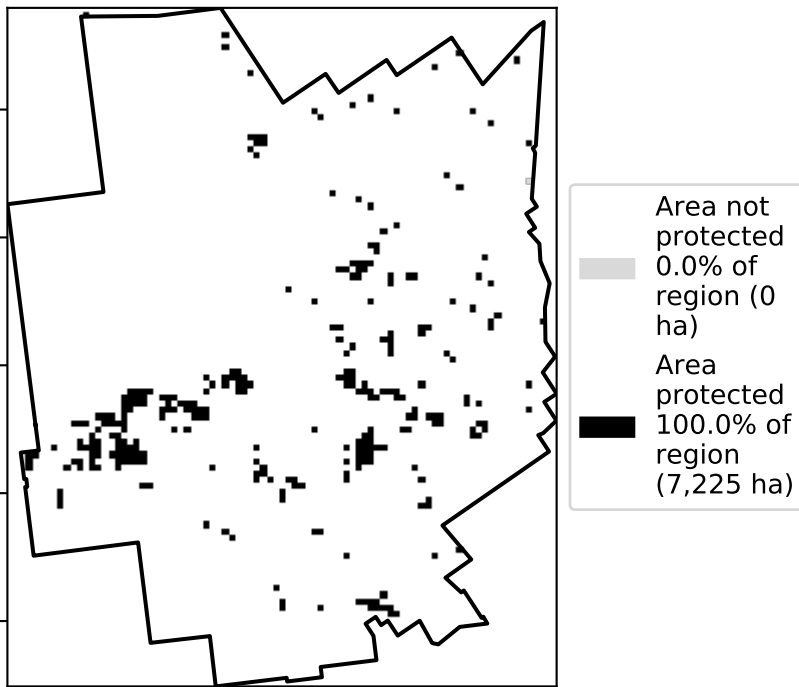 Area not
protected
0.0% of
region (0
ha)
Area
protected
100.0% of
region
(7,225 ha)